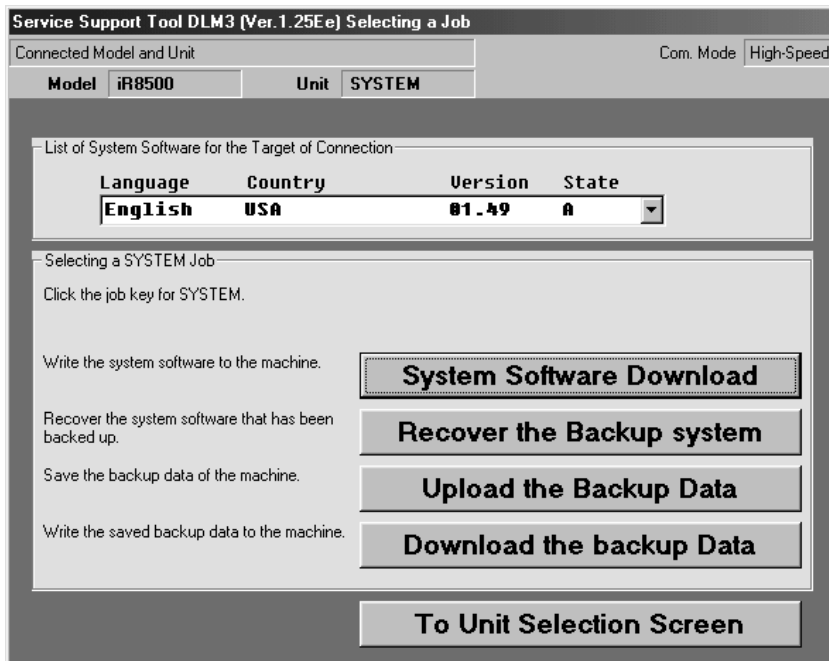 Service Support Tool DLM3 (Ver.1.25Ee) Selecting a Job
Connected Model and Unit
Com. Mode High-Speed
Model iR8500 Unit SYSTEM
List of System Software for the Target of Connection
Language Country Version State
English USA 01.49 A
Selecting a SYSTEM Job
Click the job key for SYSTEM.
Write the system software to the machine.
System Software Download
Recover the system software that has been
backed up.
Recover the Backup system
Save the backup data of the machine.
Upload the Backup Data
Write the saved backup data to the machine.
Download the backup Data
To Unit Selection Screen